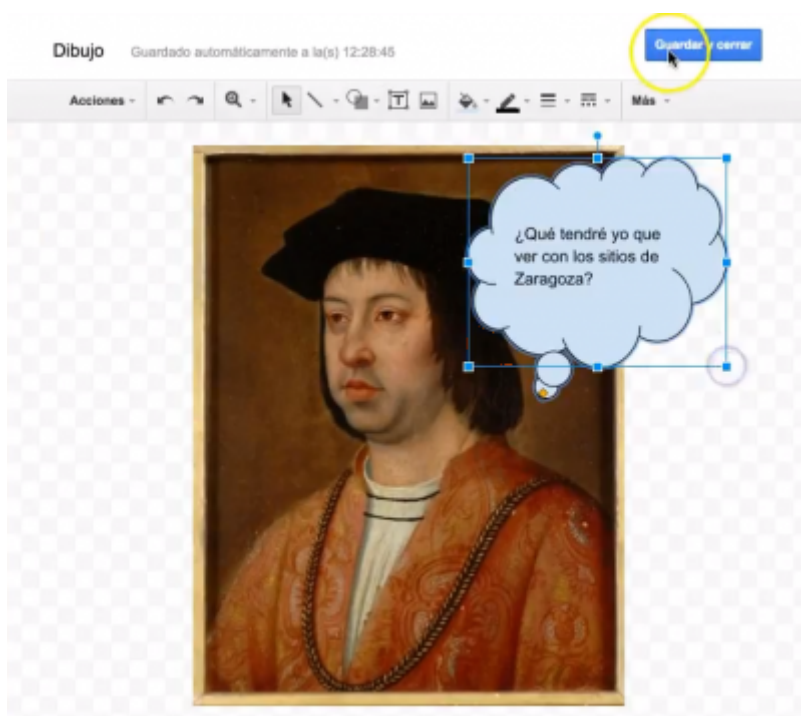 Dibujo
Guardado automáticamente a la(s) 12:28:45
Guardar y cerrar
Acciones
Más
¿Qué tendré yo que
ver con los sitios de
Zaragoza?